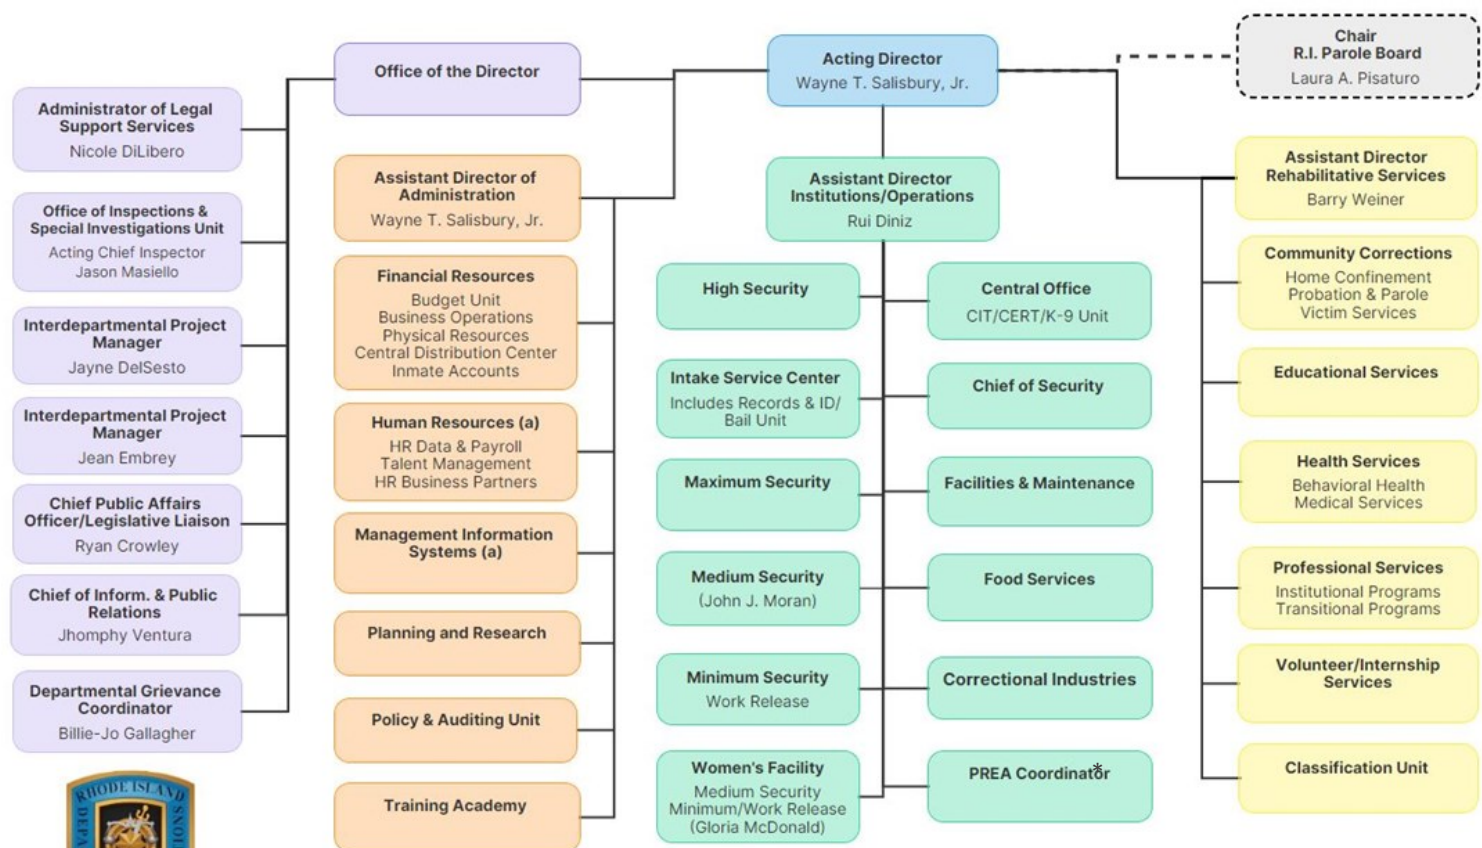 Office of the Director
Administrator of Legal
Support Services
Nicole DiLibero
Office of Inspections &
Special Investigations Unit
Acting Chief Inspector
Jason Masiello
Interdepartmental Project
Manager
Jayne DelSesto
Interdepartmental Project
Manager
Jean Embrey
Chief Public Affairs
Officer/Legislative Liaison
Ryan Crowley
Chief of Inform. & Public
Relations
Jhomphy Ventura
Departmental Grievance
Coordinator
Billie-Jo Gallagher
RHODE ISLAND
Assistant Director of
Administration
Wayne T. Salisbury, Jr.
Financial Resources
Budget Unit
Business Operations
Physical Resources
Central Distribution Center
Inmate Accounts
Human Resources (a)
HR Data & Payroll
Talent Management
HR Business Partners
Management Information
Systems (a)
Planning and Research
Policy & Auditing Unit
Training Academy
Acting Director
Wayne T. Salisbury, Jr.
Assistant Director
Institutions/Operations
Rui Diniz
High Security
Intake Service Center
Includes Records & ID/
Bail Unit
Maximum Security
Medium Security
(John J. Moran)
Minimum Security
Work Release
Women's Facility
Medium Security
Minimum/Work Release
(Gloria McDonald)
Central Office
CIT/CERT/K-9 Unit
Chief of Security
Facilities & Maintenance
Food Services
Correctional Industries
PREA Coordinator*
Chair
R.I. Parole Board
Laura A. Pisaturo
Assistant Director
Rehabilitative Services
Barry Weiner
Community Corrections
Home Confinement
Probation & Parole
Victim Services
Educational Services
Health Services
Behavioral Health
Medical Services
Professional Services
Institutional Programs
Transitional Programs
Volunteer/Internship
Services
Classification Unit